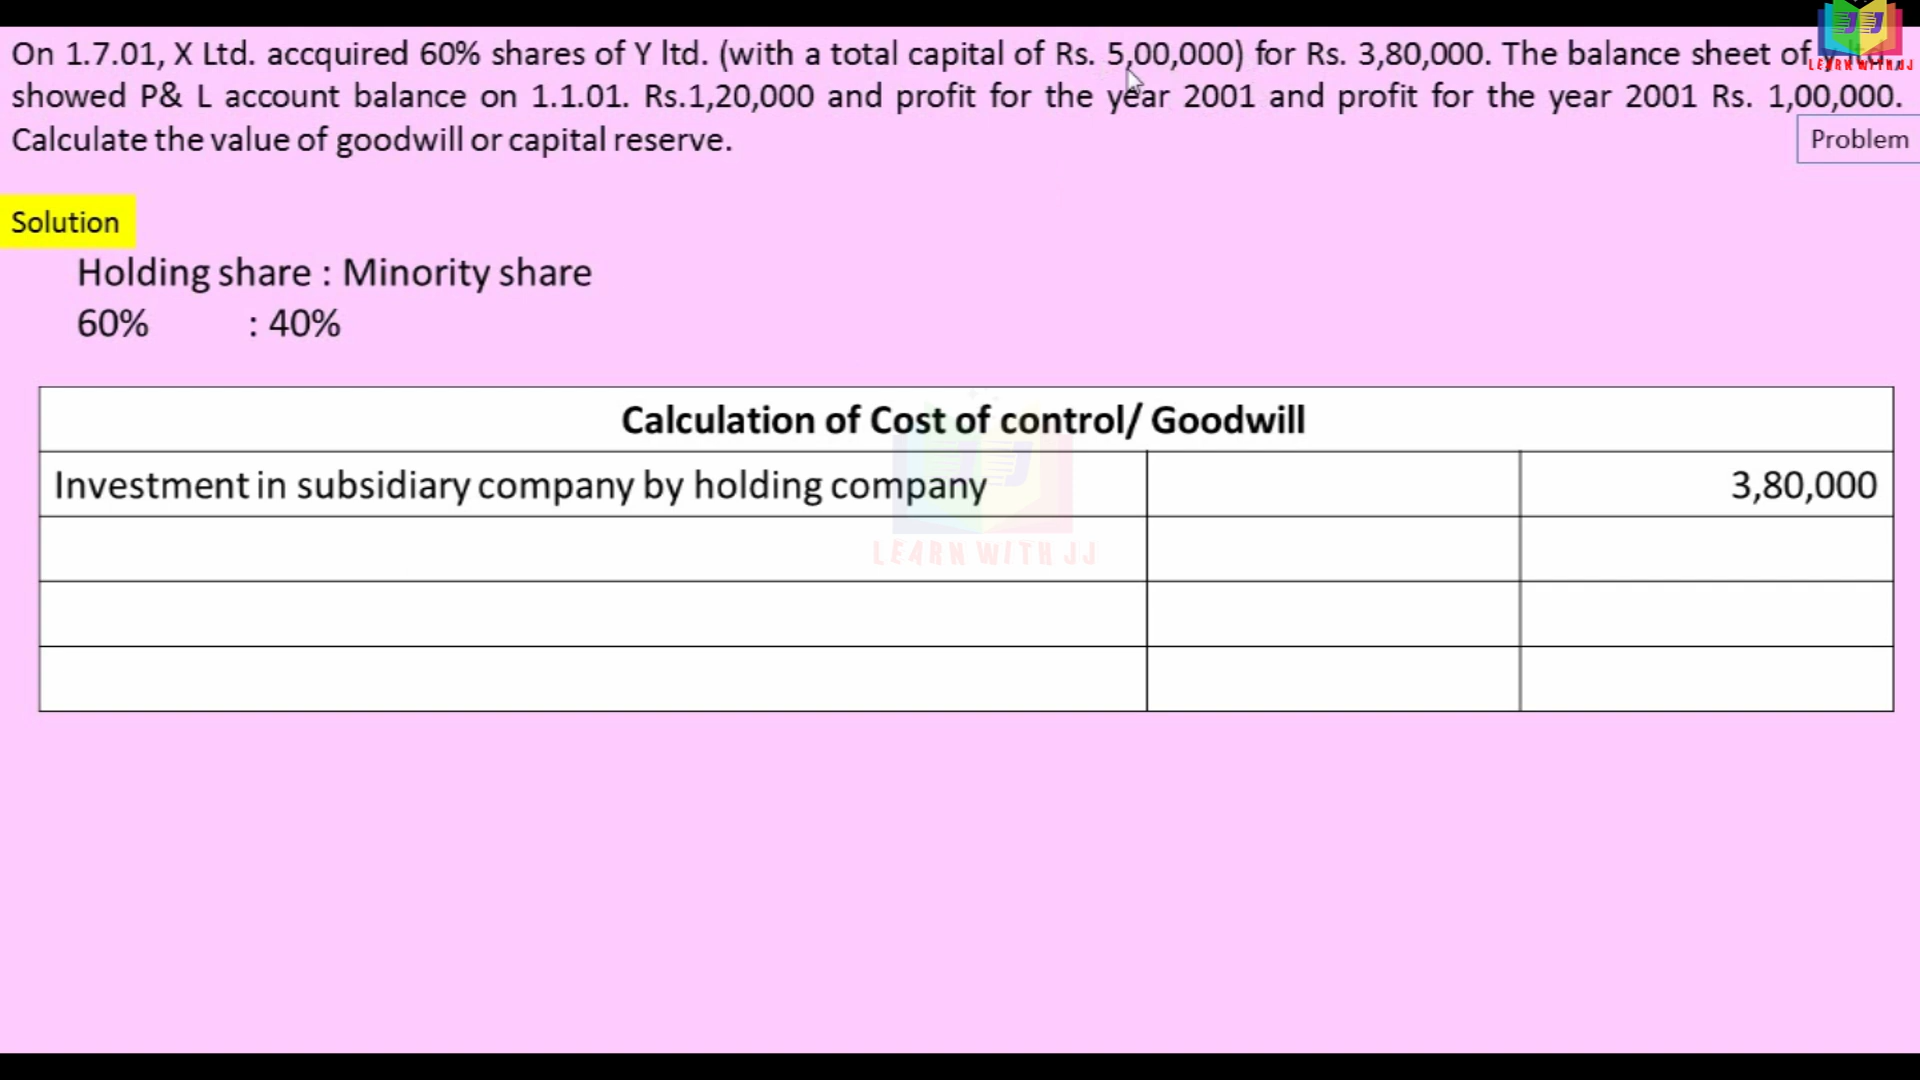 On 1.7.01, X Ltd. accquired 60% shares of Y ltd. (with a total capital of Rs. 5,00,000) for Rs. 3,80,000. The balance sheet of
showed P& L account balance on 1.1.01. Rs.1,20,000 and profit for the year 2001 and profit for the year 2001 Rs. 1,00,000.
Calculate the value of goodwill or capital reserve.
LEARN WITH JJ
Problem
Solution
Holding share : Minority share
60% : 40%
Calculation of Cost of control/ Goodwill
Investment in subsidiary company by holding company 3,80,000
LEARN WITH JJ